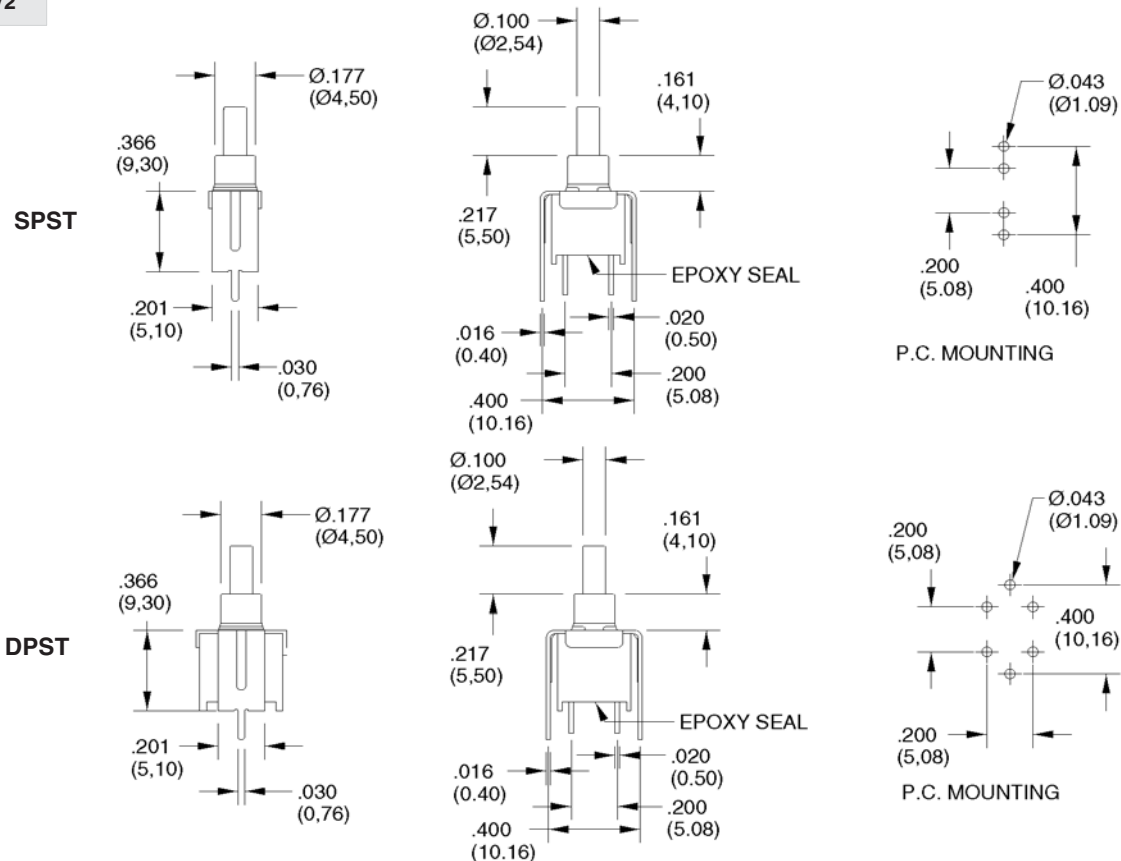 SPST
Ø.177
(Ø4,50)
.366
(9,30)
.201
(5,10)
.030
(0,76)
Ø.100
(Ø2,54)
.161
(4,10)
.217
(5,50)
EPOXY SEAL
.016
(0.40)
.020
(0.50)
.200
(5.08)
.400
(10.16)
Ø.043
(Ø1.09)
.200
(5.08)
.400
(10.16)
P.C. MOUNTING
DPST
Ø.177
(Ø4,50)
.366
(9,30)
.201
(5,10)
.030
(0,76)
Ø.100
(Ø2,54)
.161
(4,10)
.217
(5,50)
EPOXY SEAL
.016
(0.40)
.020
(0.50)
.200
(5.08)
.400
(10.16)
Ø.043
(Ø1.09)
.200
(5,08)
.400
(10,16)
.200
(5.08)
P.C. MOUNTING